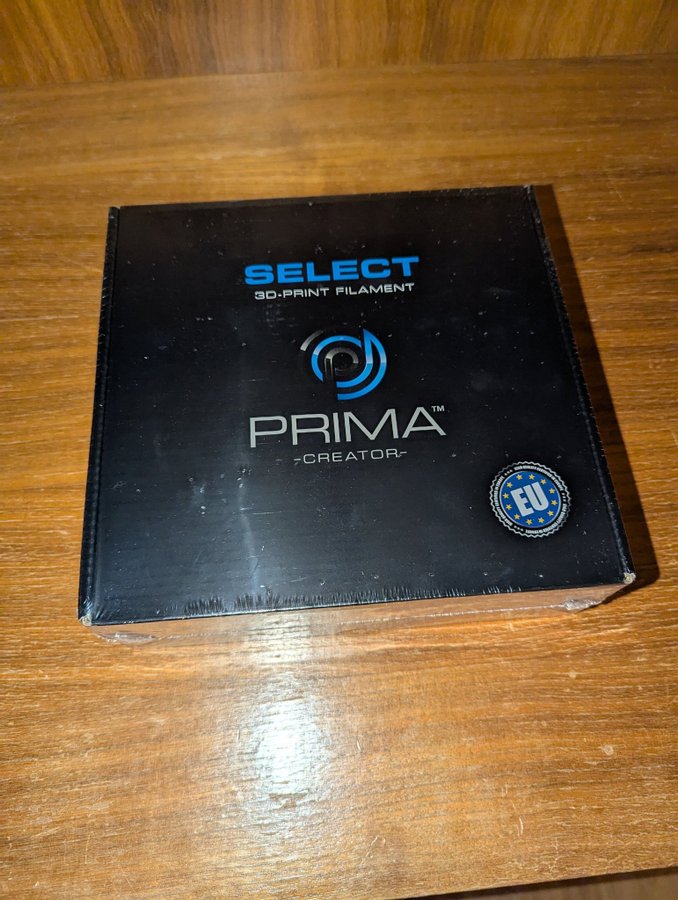 SELECT
3D-PRINT FILAMENT
PRIMA™
-CREATOR-
EU